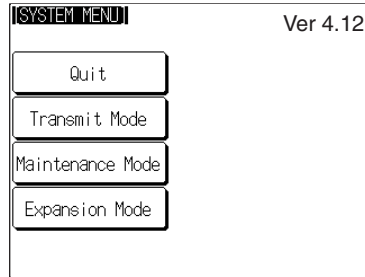 [SYSTEM MENU]
Ver 4.12
Quit
Transmit Mode
Maintenance Mode
Expansion Mode